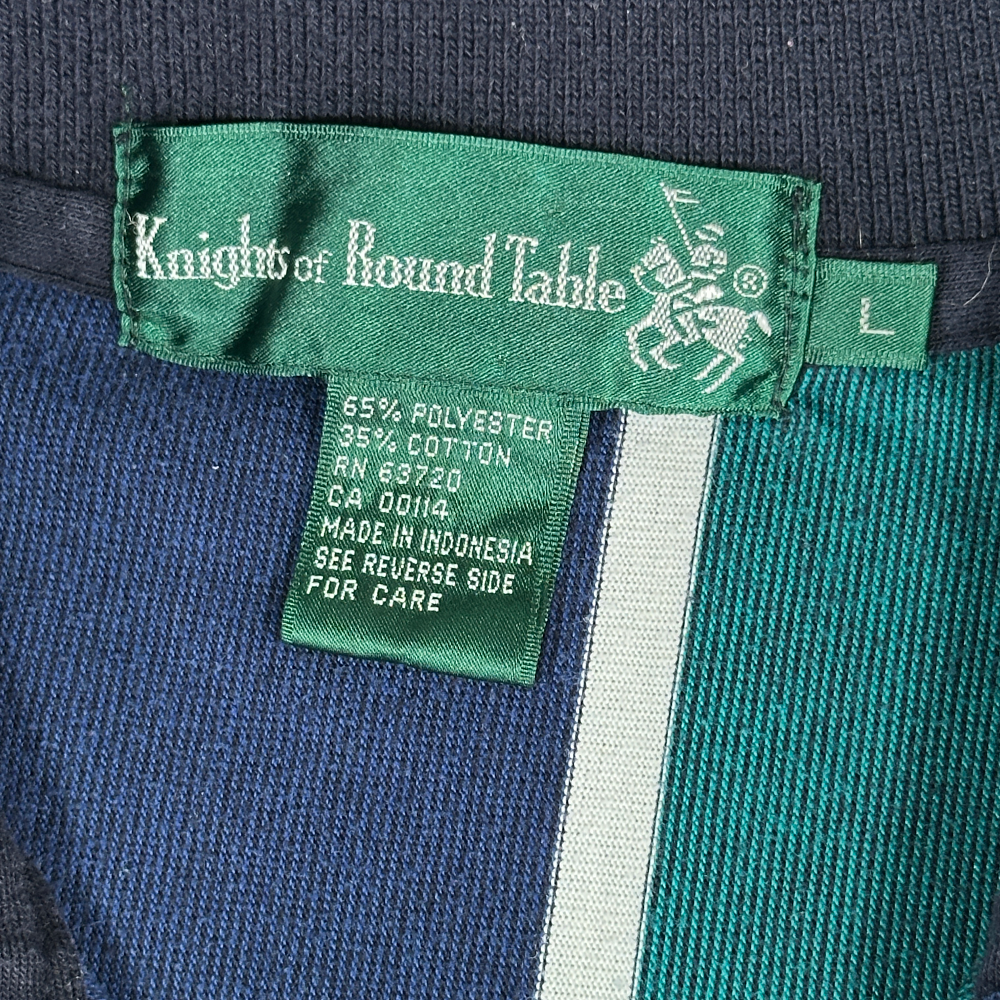 Knights of Round Table ®
L
65% POLYESTER
35% COTTON
RN 63720
CA 00114
MADE IN INDONESIA
SEE REVERSE SIDE
FOR CARE